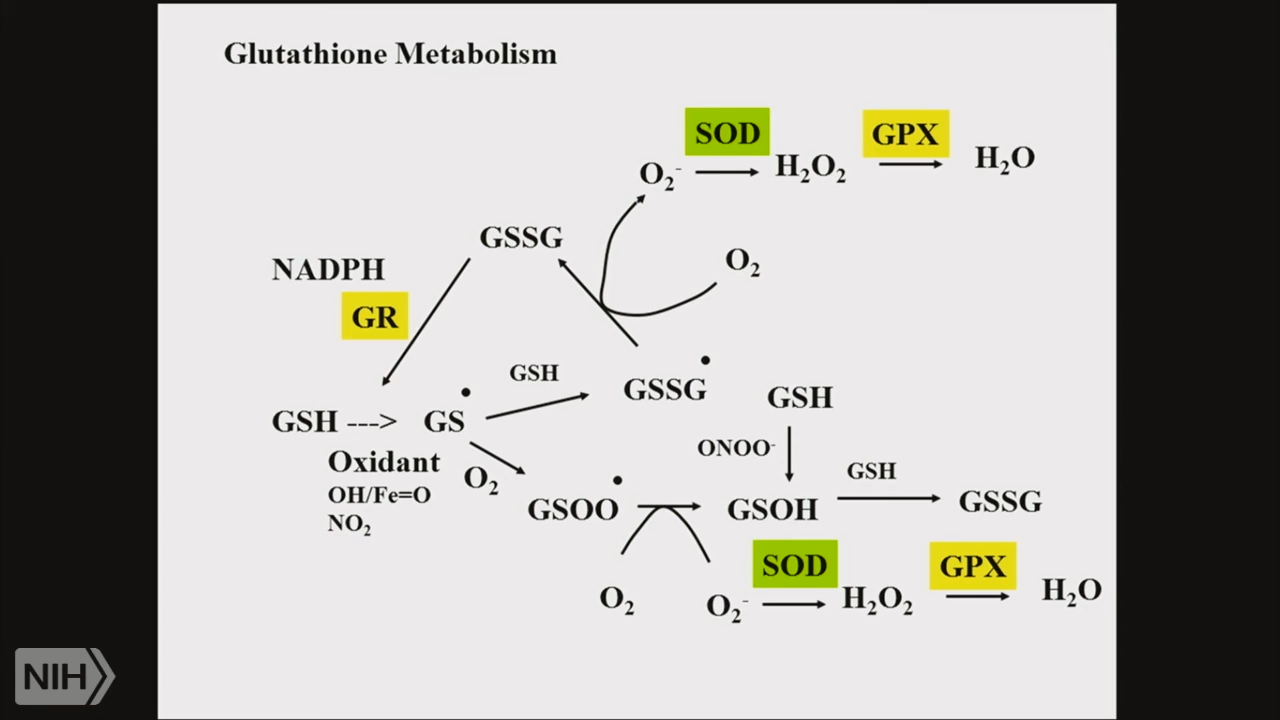 Glutathione Metabolism
SOD
GPX
O₂⁻
H₂O₂
H₂O
GSSG
NADPH
O₂
GR
GSH
GSSG•
GSH
GSH ---> GS•
ONOO⁻
Oxidant
O₂
GSH
OH/Fe=O
NO₂
GSOO•
GSOH
GSSG
SOD
GPX
O₂
O₂⁻
H₂O₂
H₂O
NIH